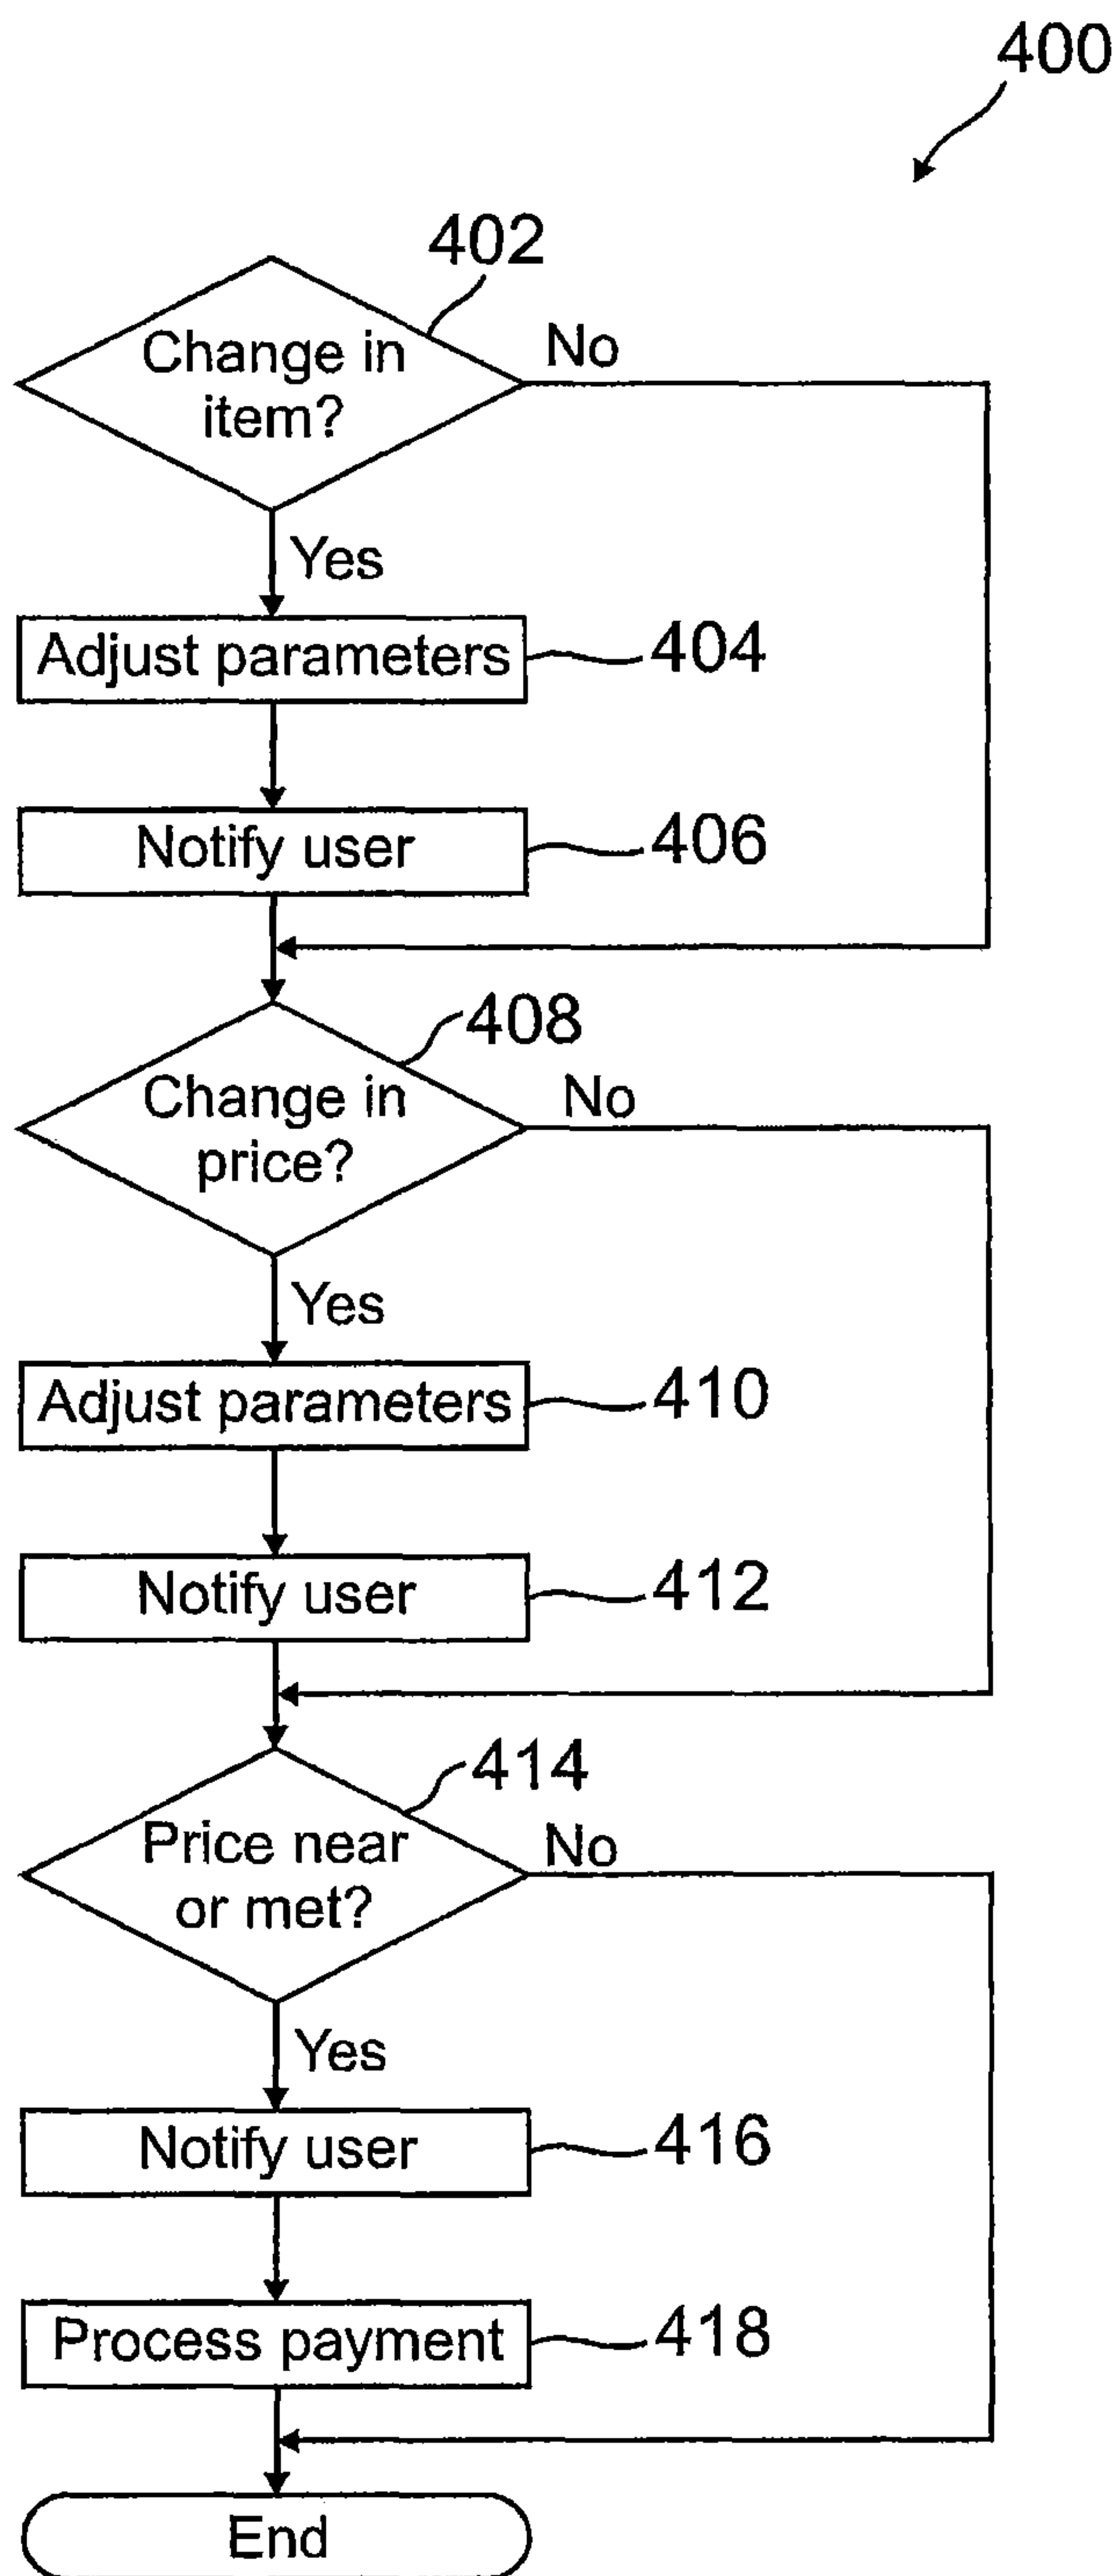 400
402
Change in
item?
No
Yes
Adjust parameters
404
Notify user
406
408
Change in
price?
No
Yes
Adjust parameters
410
Notify user
412
414
Price near
or met?
No
Yes
Notify user
416
Process payment
418
End